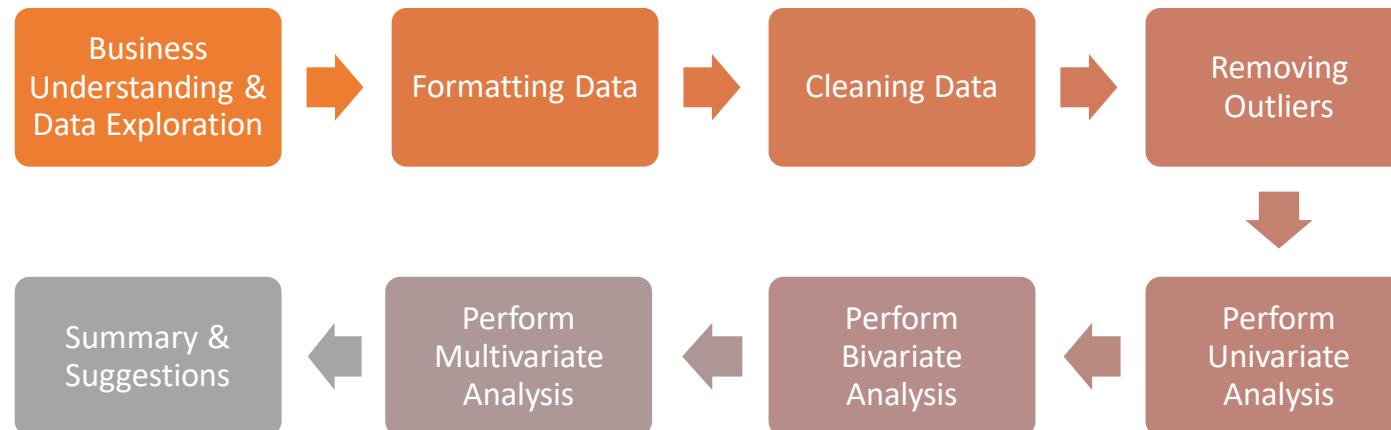 Business
Understanding &
Data Exploration
Formatting Data
Cleaning Data
Removing
Outliers
Perform
Univariate
Analysis
Perform
Bivariate
Analysis
Perform
Multivariate
Analysis
Summary &
Suggestions